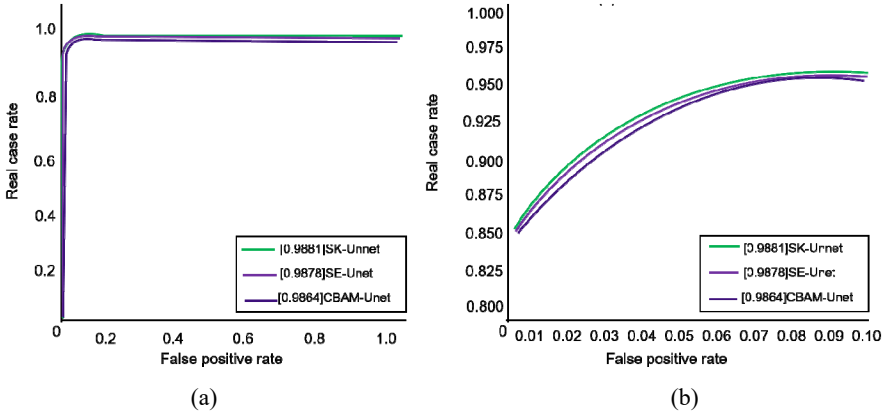 1.0
0.8
0.6
0.4
0.2
0
Real case rate
[0.9881]SK-Unnet
[0.9878]SE-Unet
[0.9864]CBAM-Unet
0.2 0.4 0.6 0.8 1.0
False positive rate
(a)
1.000
0.975
0.950
0.925
0.900
0.875
0.850
0.825
0.800
Real case rate
[0.9881]SK-Unnet
[0.9878]SE-Unet
[0.9864]CBAM-Unet
0 0.01 0.02 0.03 0.04 0.05 0.06 0.07 0.08 0.09 0.10
False positive rate
(b)